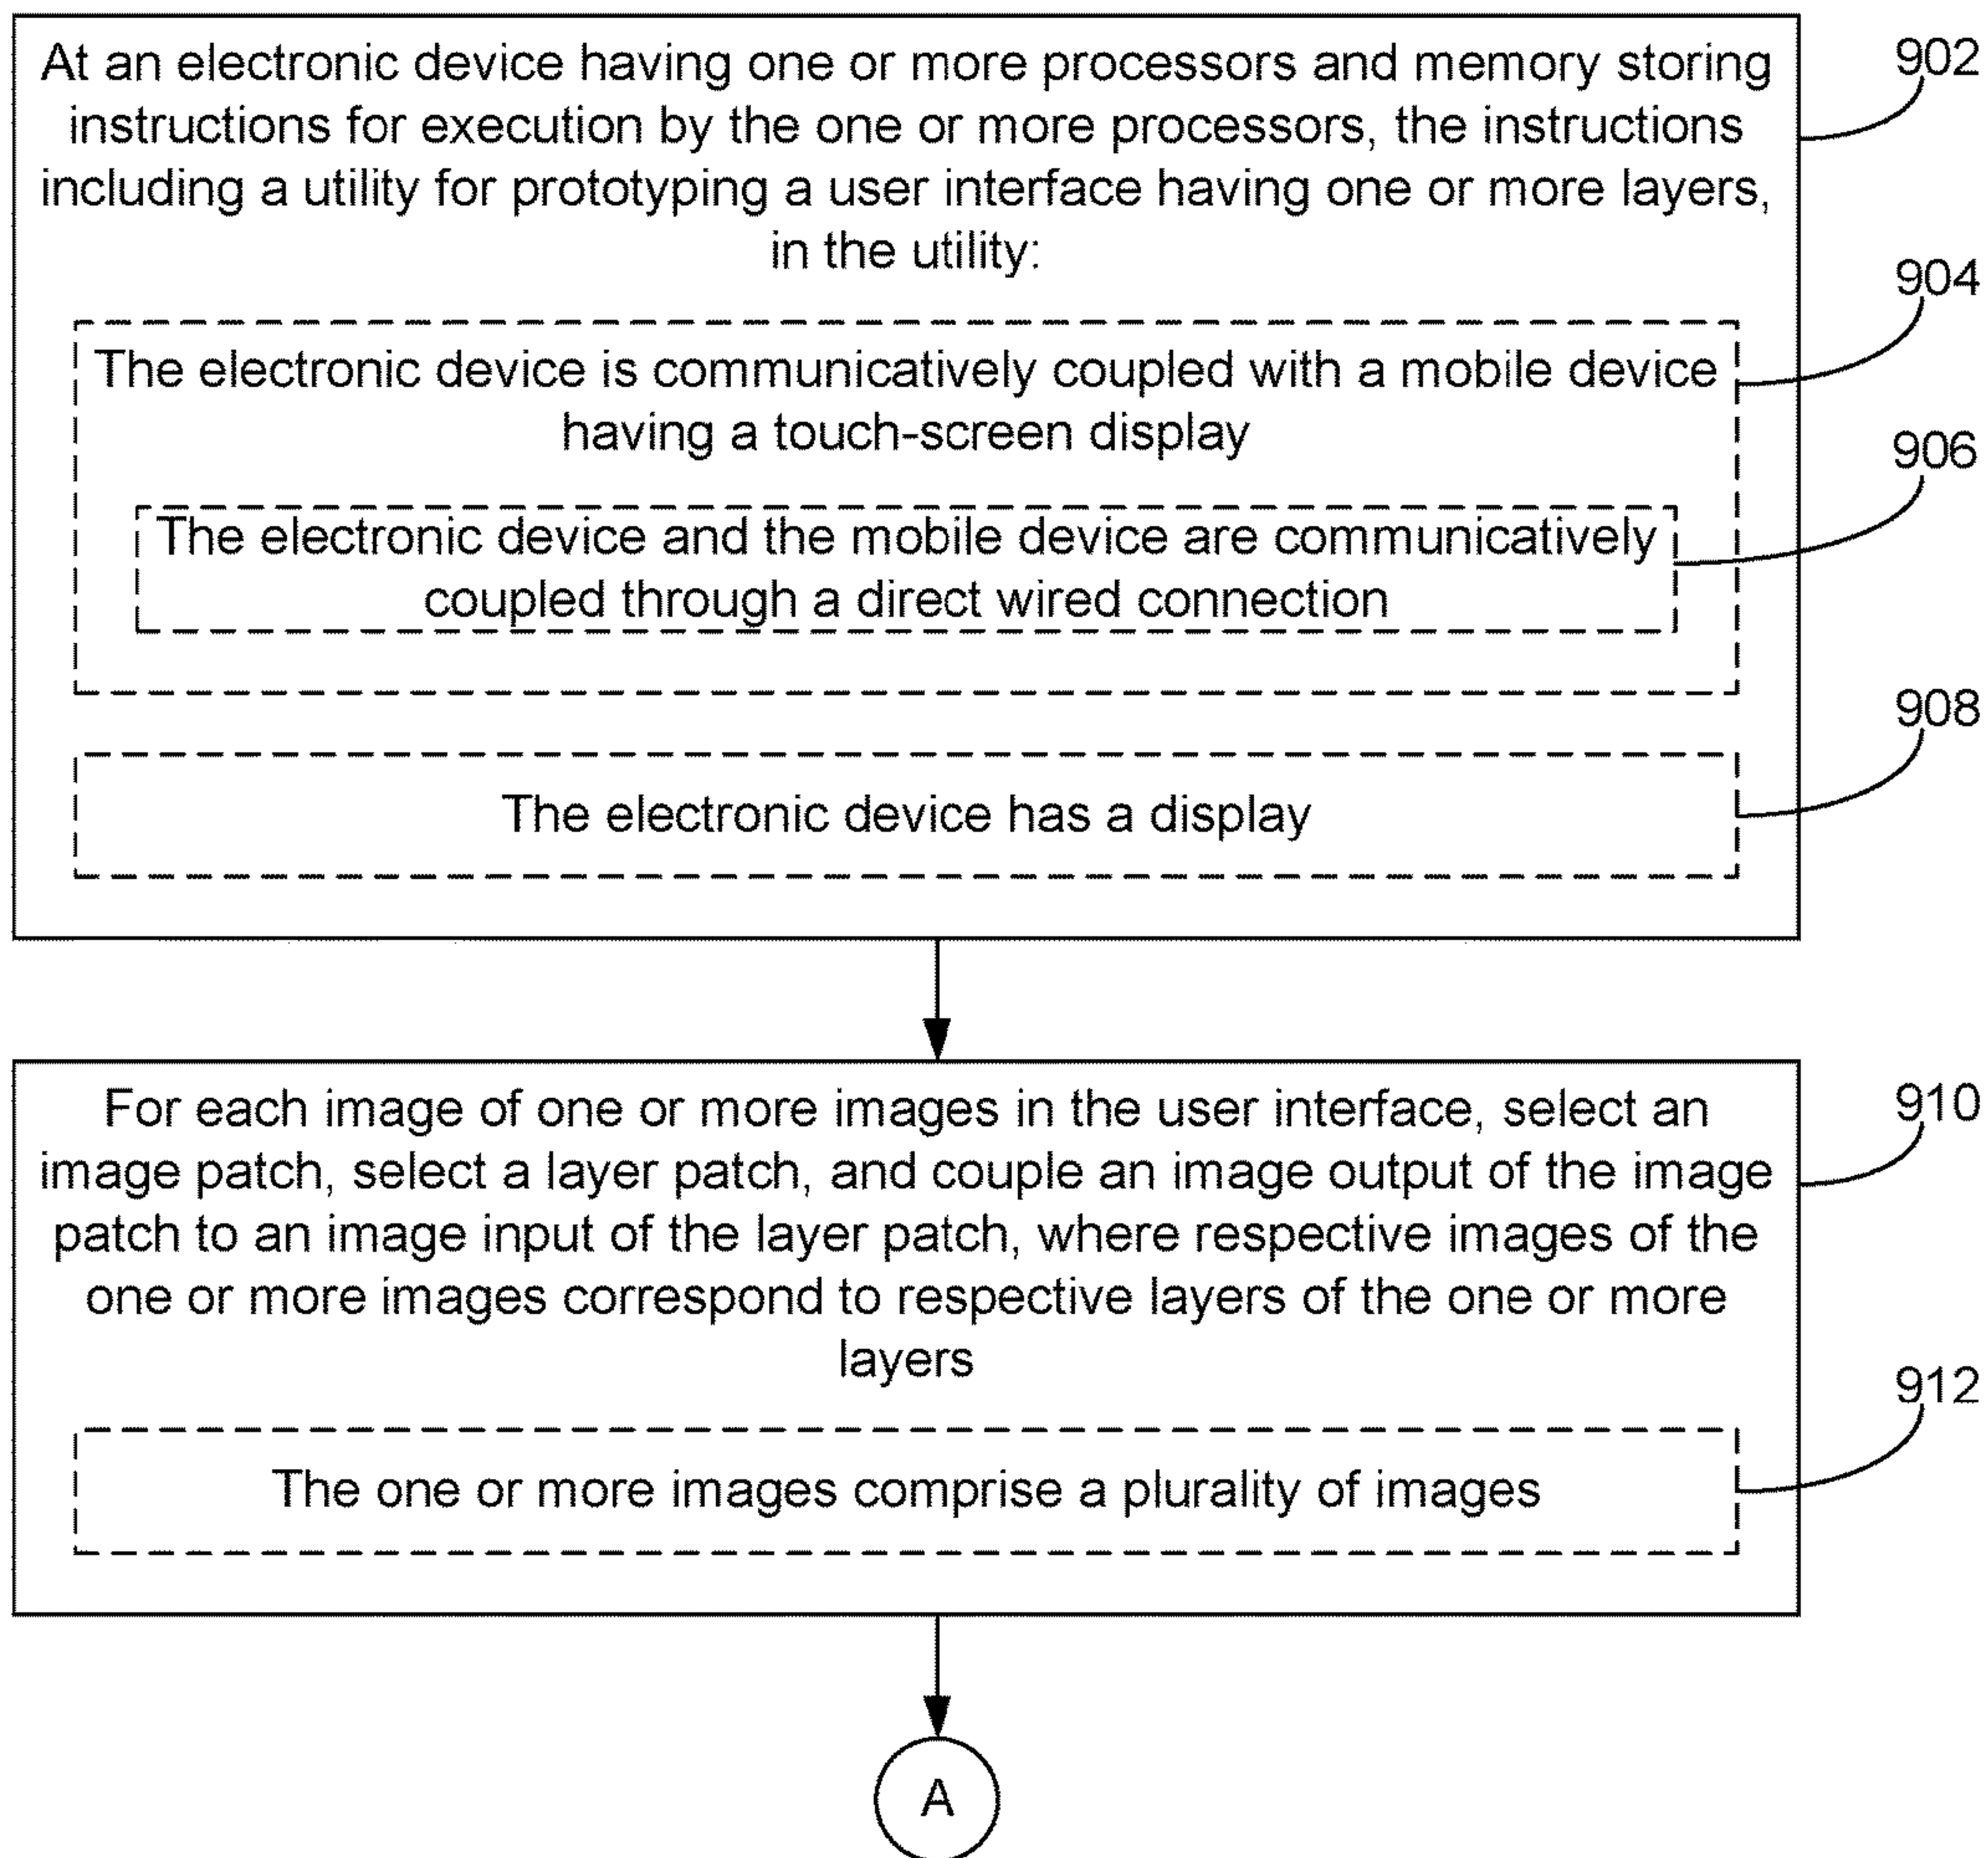 At an electronic device having one or more processors and memory storing
instructions for execution by the one or more processors, the instructions
including a utility for prototyping a user interface having one or more layers,
in the utility:
902
The electronic device is communicatively coupled with a mobile device
having a touch-screen display
904
The electronic device and the mobile device are communicatively
coupled through a direct wired connection
906
The electronic device has a display
908
For each image of one or more images in the user interface, select an
image patch, select a layer patch, and couple an image output of the image
patch to an image input of the layer patch, where respective images of the
one or more images correspond to respective layers of the one or more
layers
910
The one or more images comprise a plurality of images
912
A